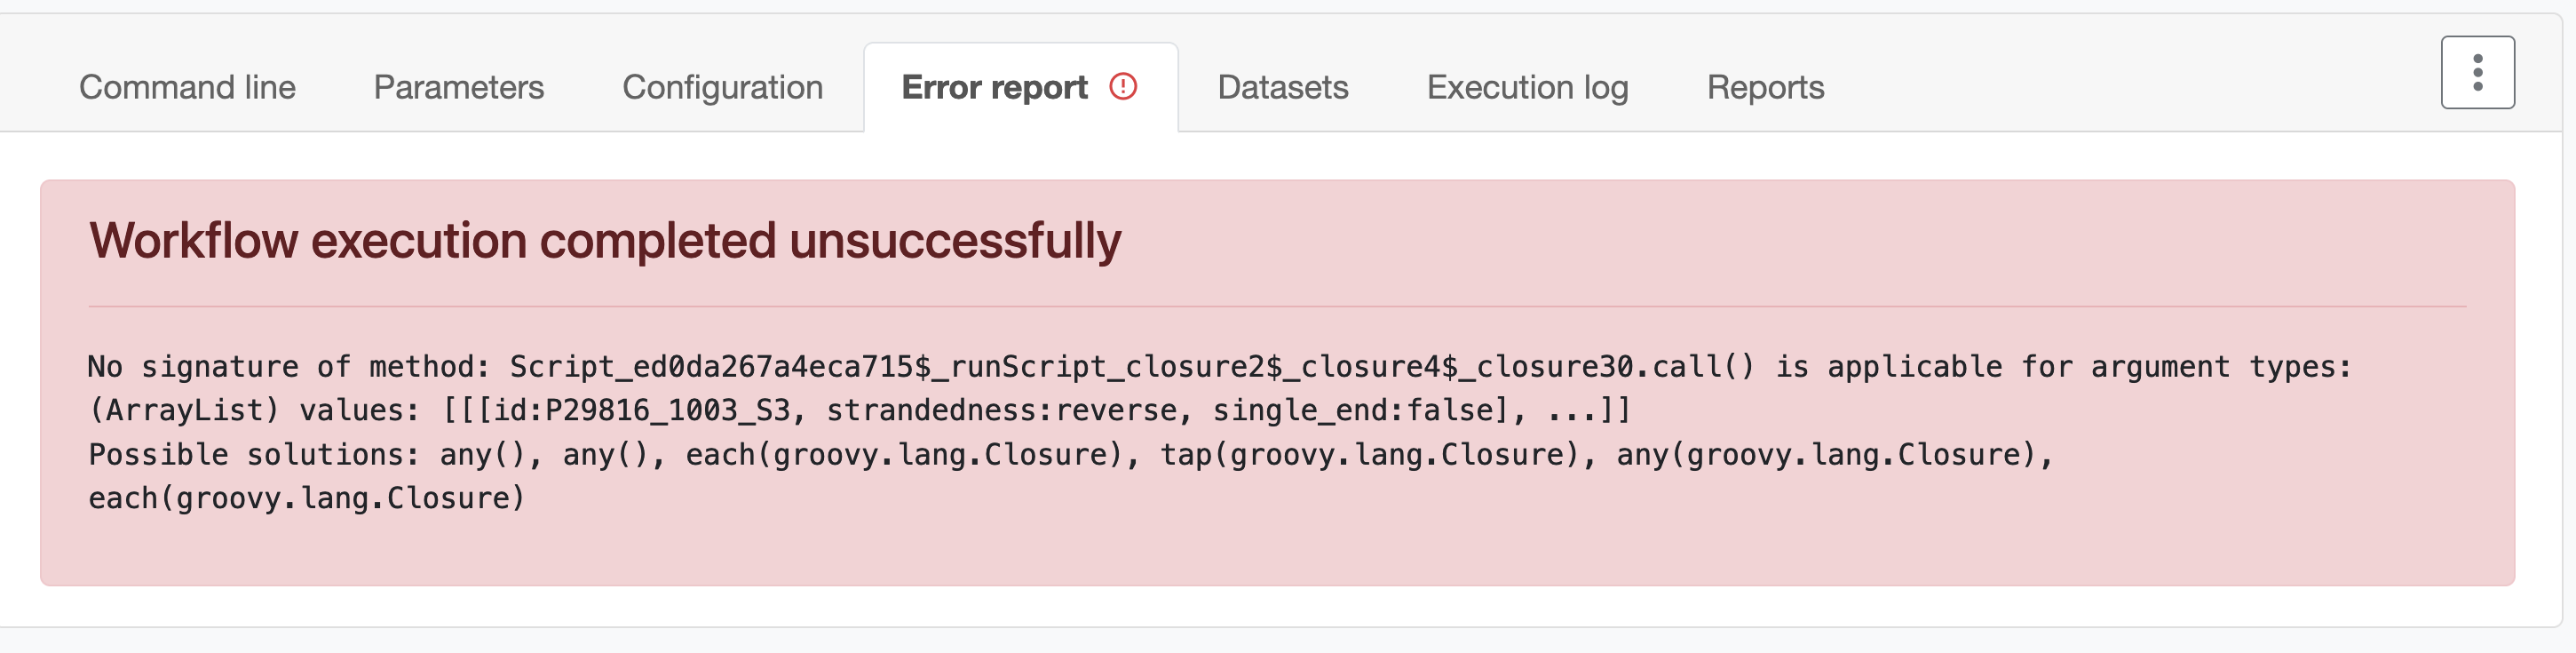 Command line Parameters Configuration Error report Datasets Execution log Reports
Workflow execution completed unsuccessfully
No signature of method: Script_ed0da267a4eca715$_runScript_closure2$_closure4$_closure30.call() is applicable for argument types:
(ArrayList) values: [[[id:P29816_1003_S3, strandedness:reverse, single_end:false], ...]]
Possible solutions: any(), any(), each(groovy.lang.Closure), tap(groovy.lang.Closure), any(groovy.lang.Closure),
each(groovy.lang.Closure)